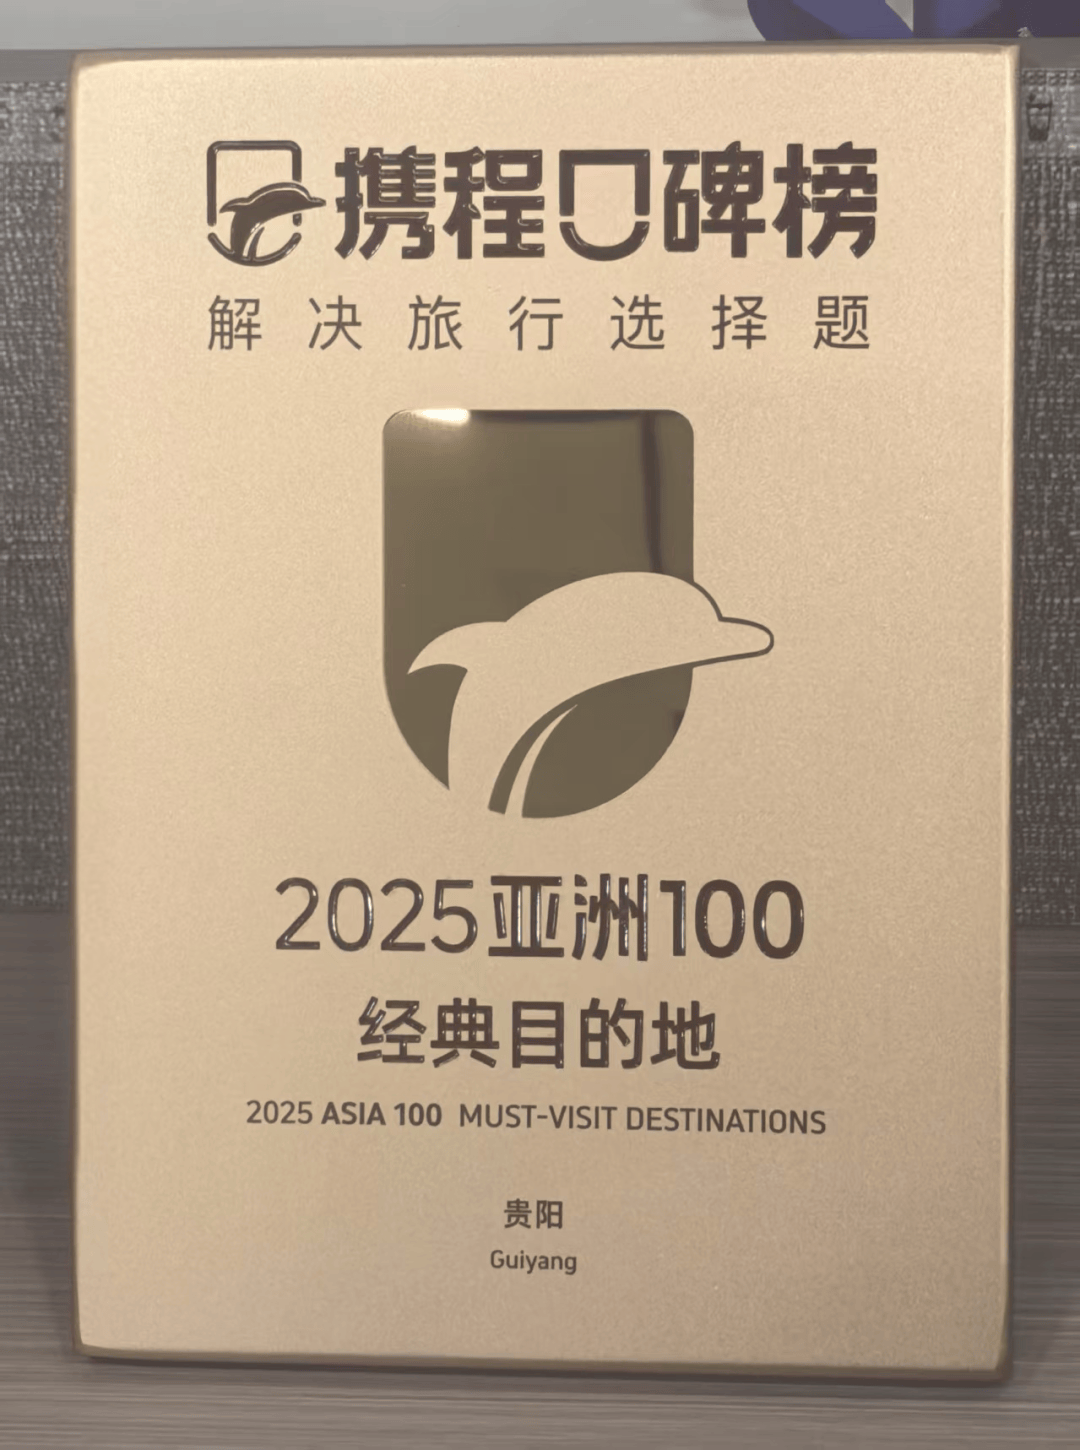 携程口碑榜
解决旅行选择题
2025亚洲100
经典目的地
2025 ASIA 100 MUST-VISIT DESTINATIONS
贵阳
Guiyang